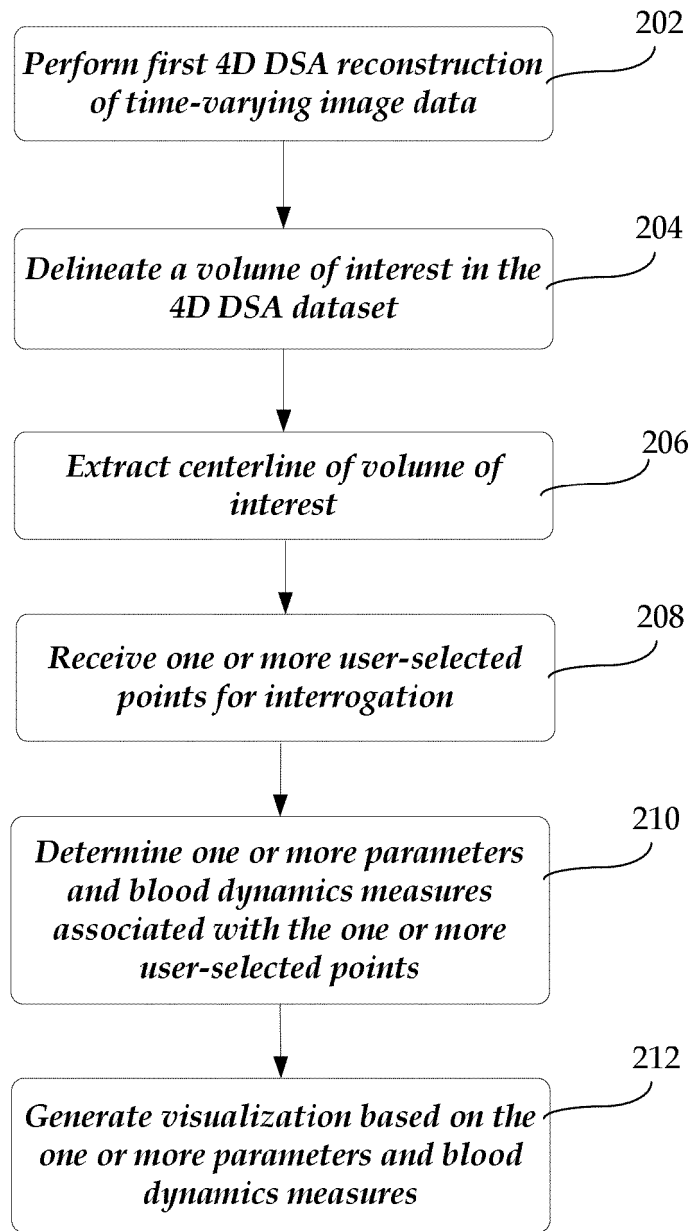 202
Perform first 4D DSA reconstruction
of time-varying image data
204
Delineate a volume of interest in the
4D DSA dataset
206
Extract centerline of volume of
interest
208
Receive one or more user-selected
points for interrogation
210
Determine one or more parameters
and blood dynamics measures
associated with the one or more
user-selected points
212
Generate visualization based on the
one or more parameters and blood
dynamics measures